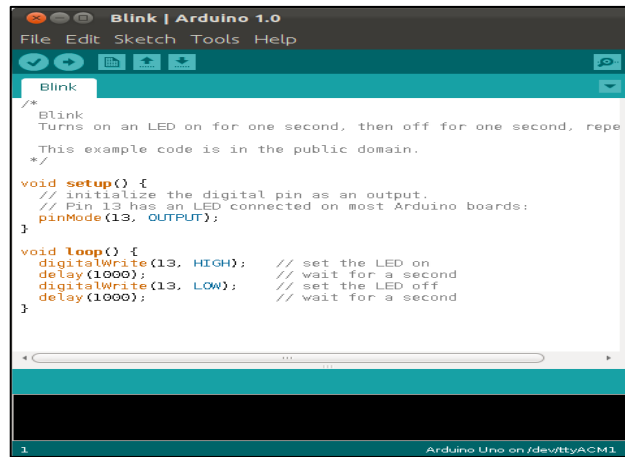 Blink | Arduino 1.0
File Edit Sketch Tools Help
Blink
/*
  Blink
  Turns on an LED on for one second, then off for one second, repe

  This example code is in the public domain.
 */

void setup() {
  // initialize the digital pin as an output.
  // Pin 13 has an LED connected on most Arduino boards:
  pinMode(13, OUTPUT);
}

void loop() {
  digitalWrite(13, HIGH);   // set the LED on
  delay(1000);              // wait for a second
  digitalWrite(13, LOW);    // set the LED off
  delay(1000);              // wait for a second
}
1
Arduino Uno on /dev/ttyACM1